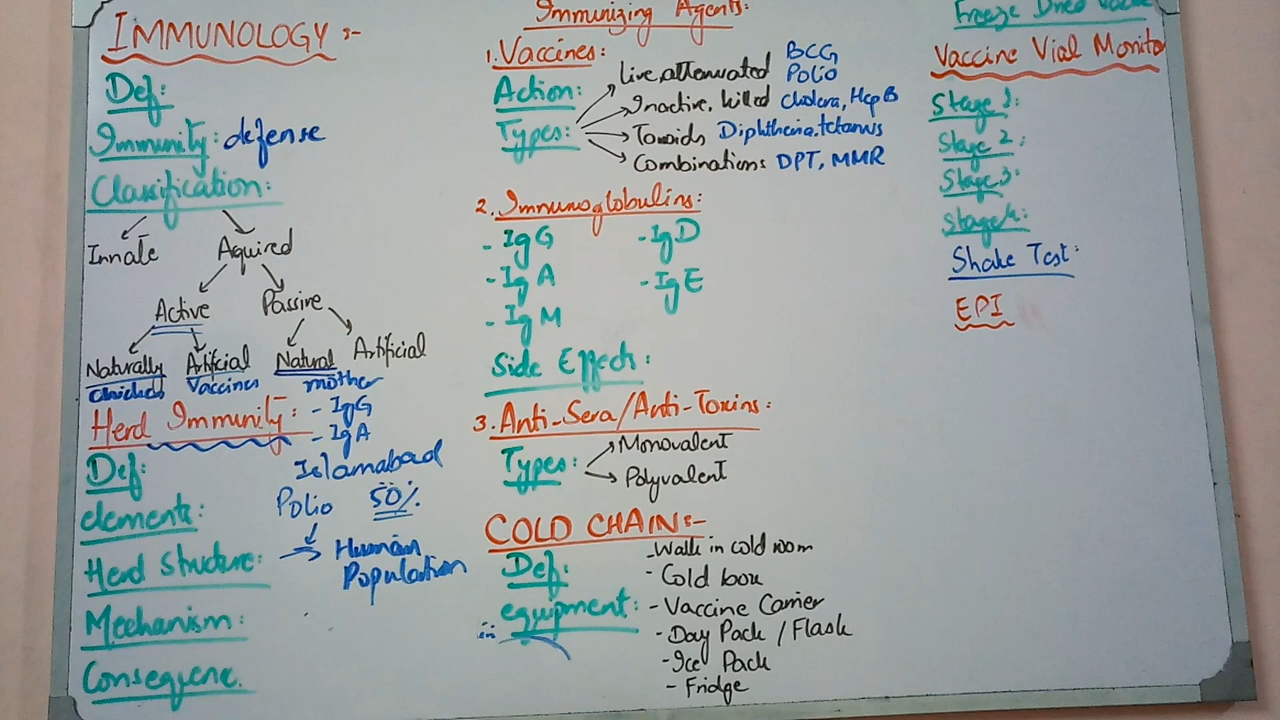 IMMUNOLOGY:-
Def:
Immunity: defense
Classification:
Innate Aquired
Active Passive
Naturally Artificial Natural Artificial
Vaccines mother
Herd Immunity: - IgG
- IgA
Def: Islamabad
Polio 50%
elements:
Herd Structure: Human
Population
Mechanism:
Conseqence.
Immunizing Agents:
1. Vaccines:
Action:
Types:
Live, attenuated BCG
Polio
Inactive, killed cholera, Hep B
Toxoids Diphtheria, tetanus
Combinations: DPT, MMR
2. Immunoglobulins:
- IgG - IgD
- IgA - IgE
- IgM
Side Effech:
3. Anti-Sera/Anti-Toxins:
Types: Monovalent
Polyvalent
COLD CHAIN:-
Def:
equipment:
- Walk in cold room
- Cold box
- Vaccine Carrier
- Day Pack / Flask
- Ice Pack
- Fridge
Freeze Dried Vaccine
Vaccine Vial Monitor
Stage 1:
Stage 2:
Stage 3:
Stage 4:
Shake Test:
EPI